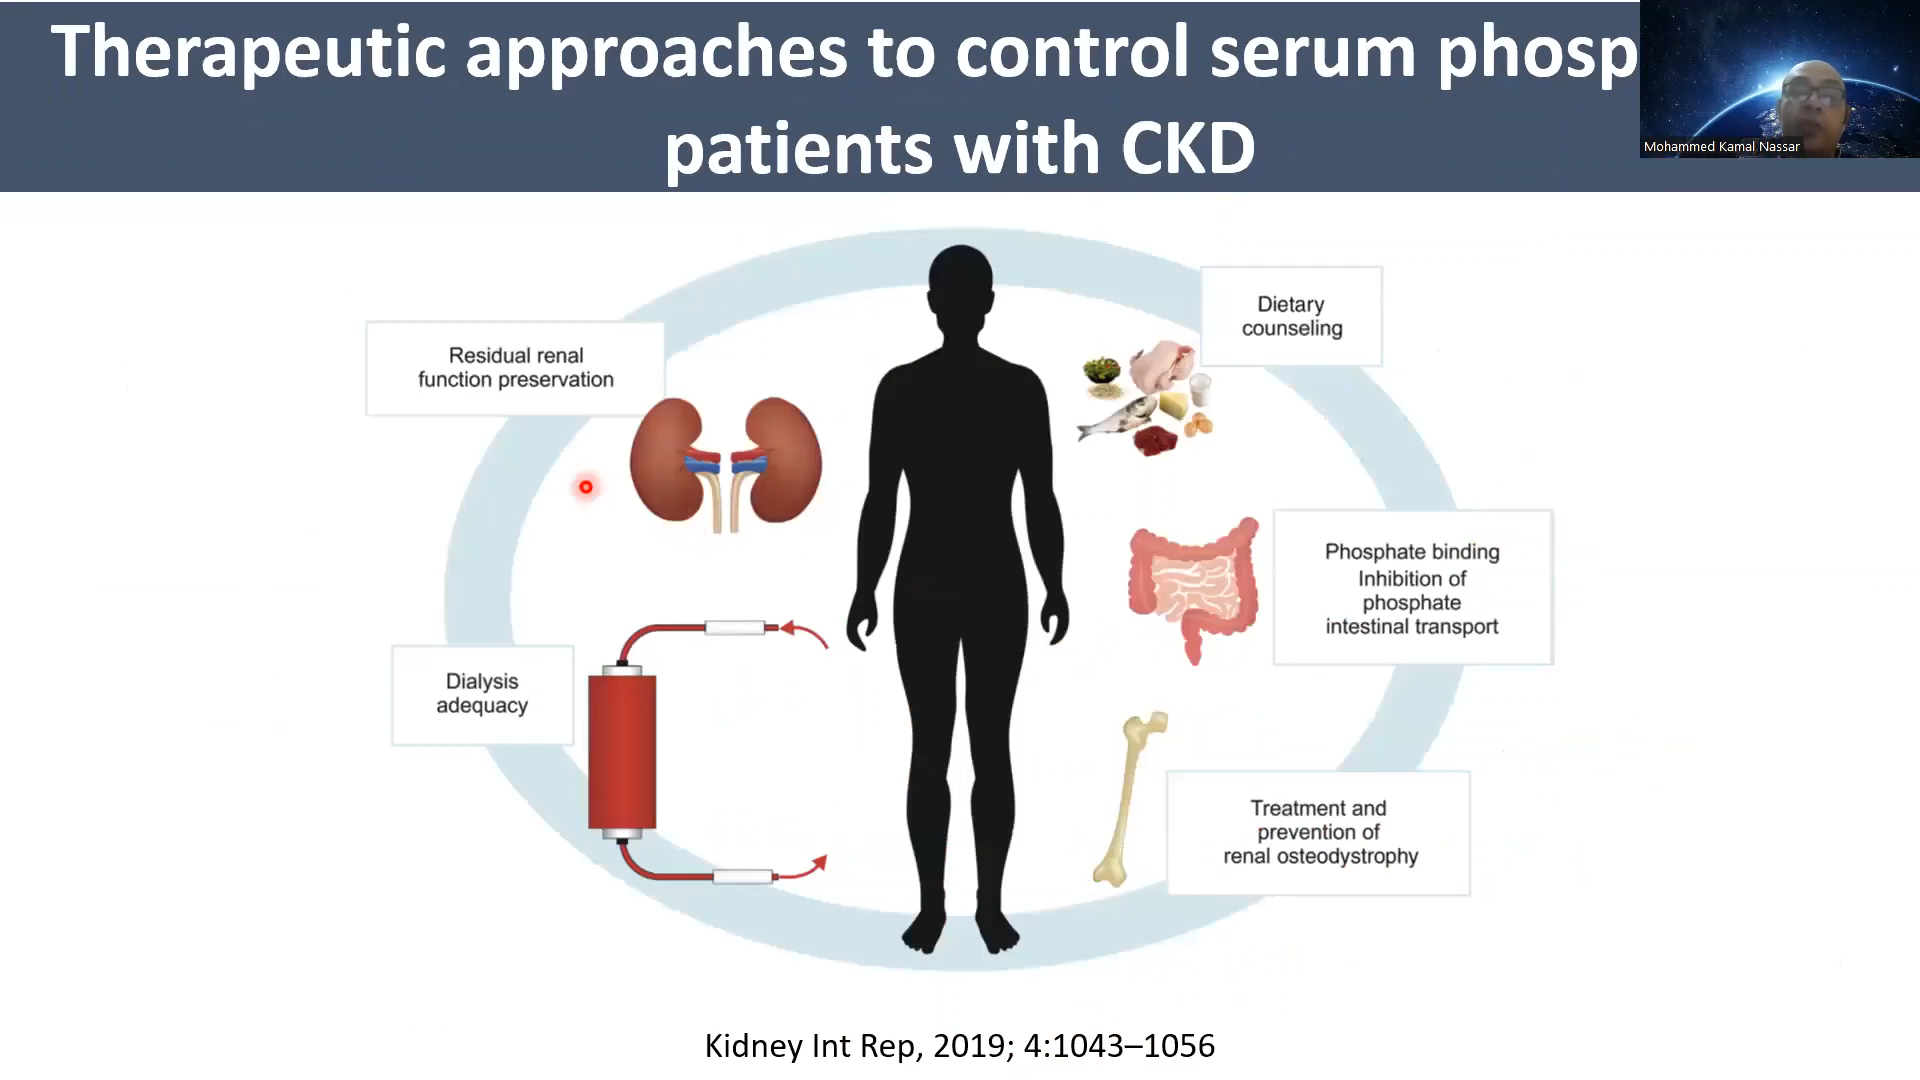 Therapeutic approaches to control serum phosp
patients with CKD
Mohammed Kamal Nassar
Dietary
counseling
Residual renal
function preservation
Phosphate binding
Inhibition of
phosphate
intestinal transport
Dialysis
adequacy
Treatment and
prevention of
renal osteodystrophy
Kidney Int Rep, 2019; 4:1043–1056